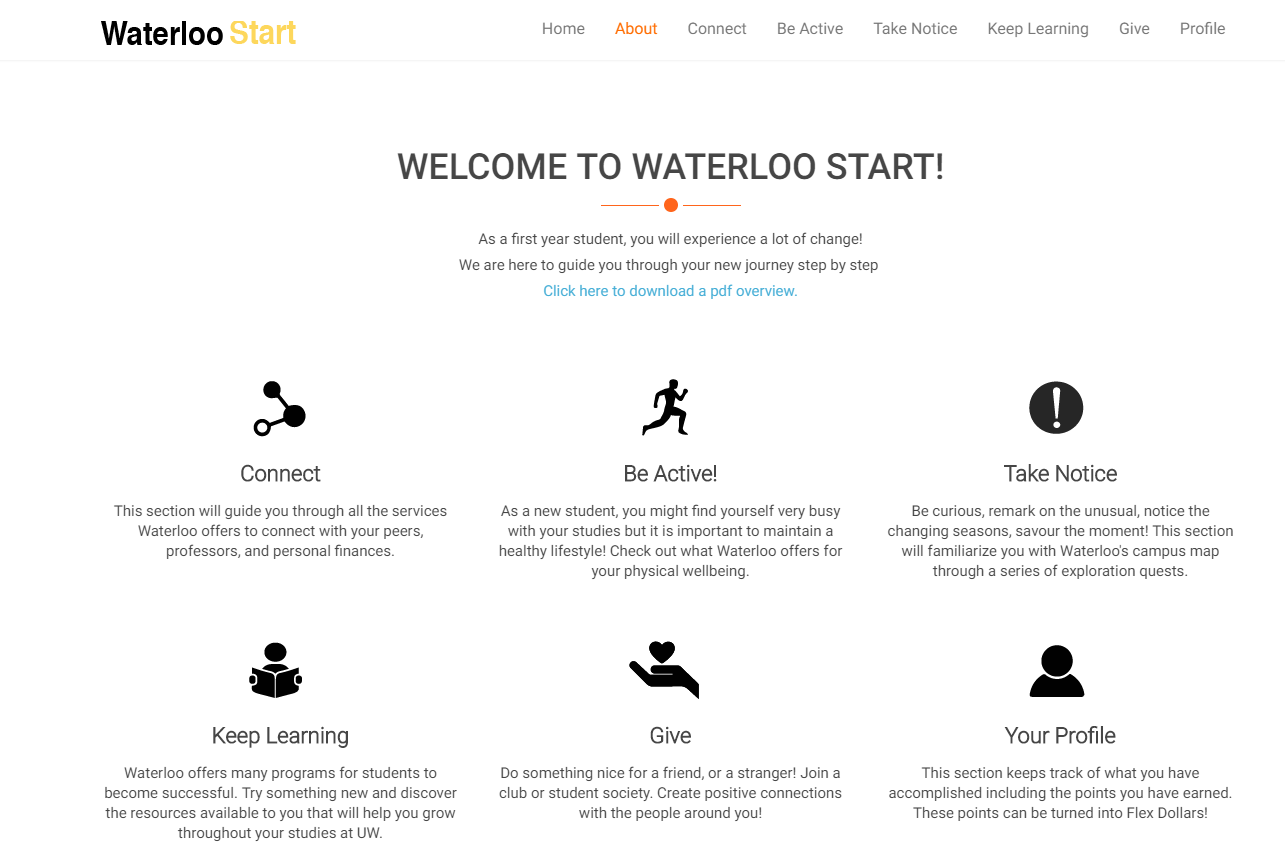 Waterloo Start
Home About Connect Be Active Take Notice Keep Learning Give Profile
WELCOME TO WATERLOO START!
As a first year student, you will experience a lot of change!
We are here to guide you through your new journey step by step
Click here to download a pdf overview.
Connect
This section will guide you through all the services
Waterloo offers to connect with your peers,
professors, and personal finances.
Be Active!
As a new student, you might find yourself very busy
with your studies but it is important to maintain a
healthy lifestyle! Check out what Waterloo offers for
your physical wellbeing.
Take Notice
Be curious, remark on the unusual, notice the
changing seasons, savour the moment! This section
will familiarize you with Waterloo's campus map
through a series of exploration quests.
Keep Learning
Waterloo offers many programs for students to
become successful. Try something new and discover
the resources available to you that will help you grow
throughout your studies at UW.
Give
Do something nice for a friend, or a stranger! Join a
club or student society. Create positive connections
with the people around you!
Your Profile
This section keeps track of what you have
accomplished including the points you have earned.
These points can be turned into Flex Dollars!